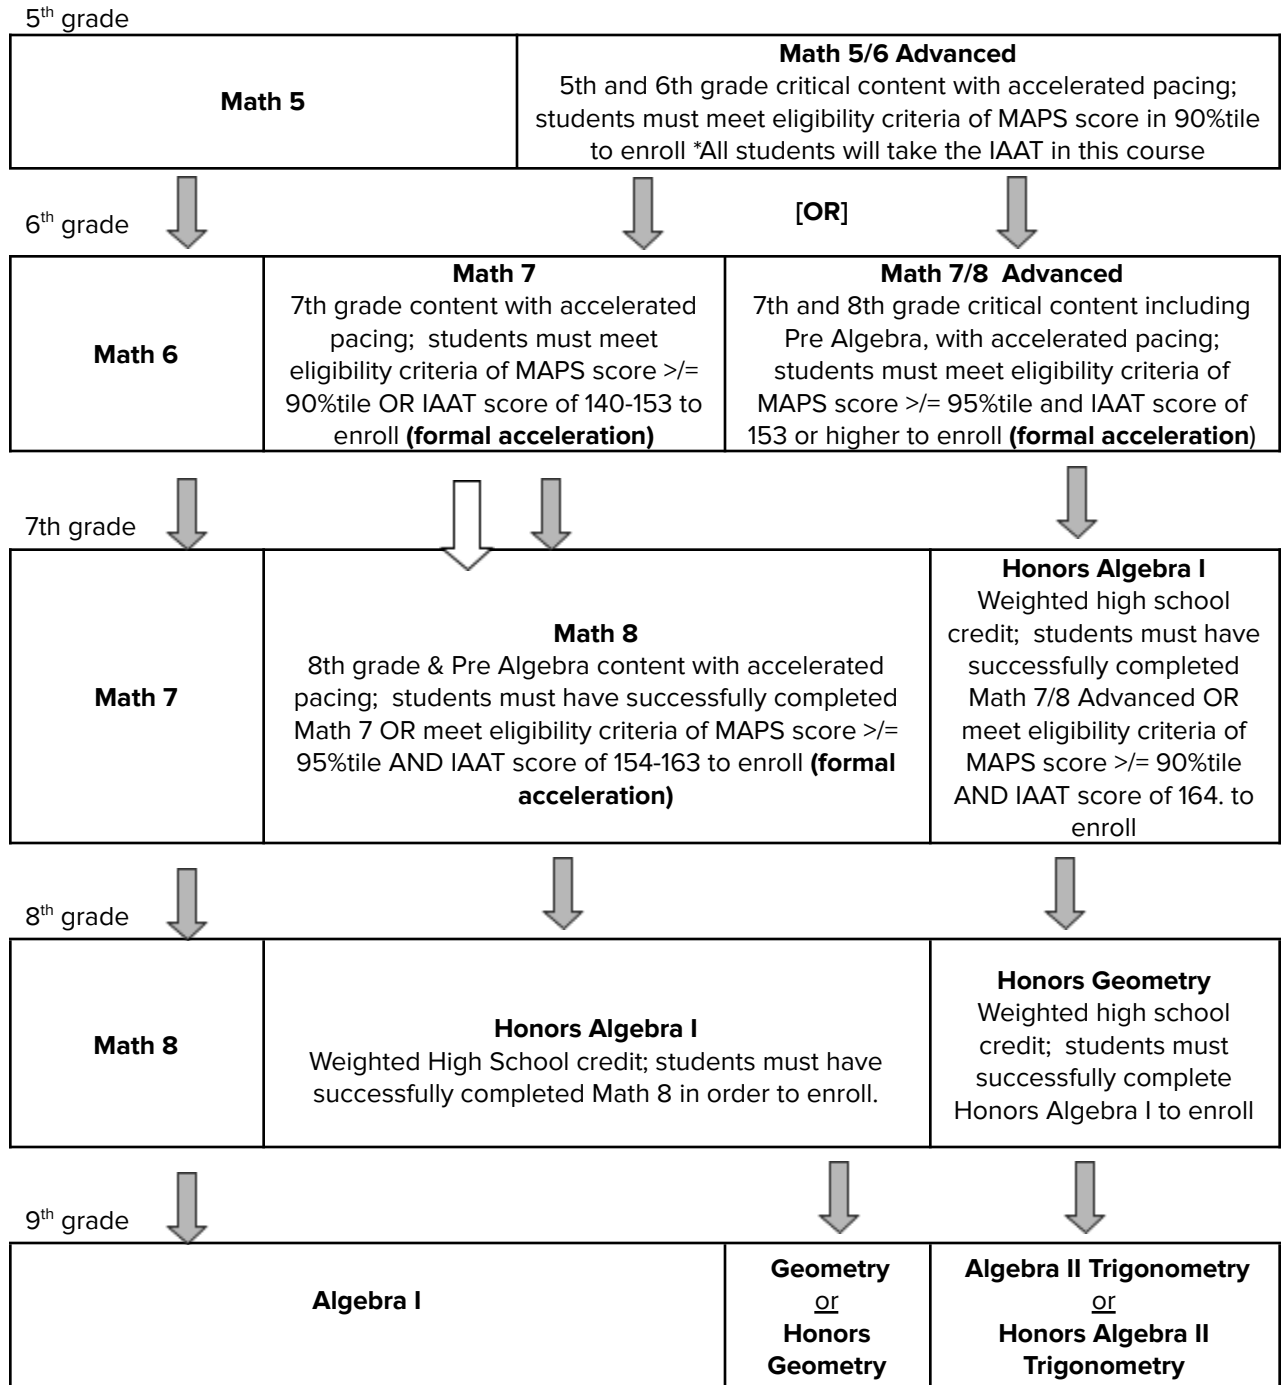 5th grade
Math 5
Math 5/6 Advanced
5th and 6th grade critical content with accelerated pacing;
students must meet eligibility criteria of MAPS score in 90%tile
to enroll *All students will take the IAAT in this course
[OR]
6th grade
Math 6
Math 7
7th grade content with accelerated
pacing;  students must meet
eligibility criteria of MAPS score >/=
90%tile OR IAAT score of 140-153 to
enroll (formal acceleration)
Math 7/8  Advanced
7th and 8th grade critical content including
Pre Algebra, with accelerated pacing;
students must meet eligibility criteria of
MAPS score >/= 95%tile and IAAT score of
153 or higher to enroll (formal acceleration)
7th grade
Math 7
Math 8
8th grade & Pre Algebra content with accelerated
pacing;  students must have successfully completed
Math 7 OR meet eligibility criteria of MAPS score >/=
95%tile AND IAAT score of 154-163 to enroll (formal
acceleration)
Honors Algebra I
Weighted high school
credit;  students must have
successfully completed
Math 7/8 Advanced OR
meet eligibility criteria of
MAPS score >/= 90%tile
AND IAAT score of 164. to
enroll
8th grade
Math 8
Honors Algebra I
Weighted High School credit; students must have
successfully completed Math 8 in order to enroll.
Honors Geometry
Weighted high school
credit;  students must
successfully complete
Honors Algebra I to enroll
9th grade
Algebra I
Geometry
or
Honors
Geometry
Algebra II Trigonometry
or
Honors Algebra II
Trigonometry